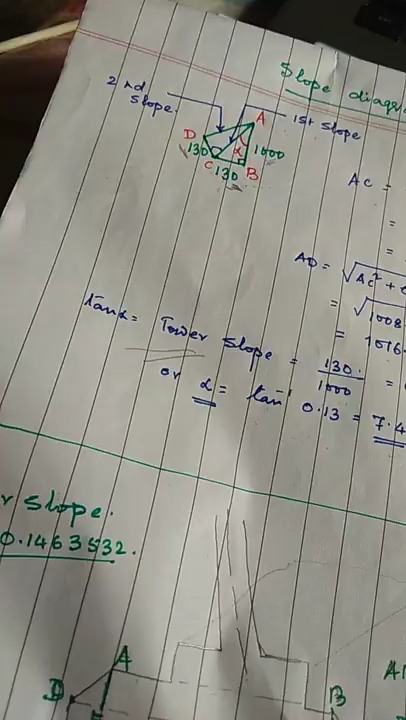 Slope
2nd
slope.
1st slope
A
D
130
1000
α
C
B
130
AC =
=
=
AD = √AC² +
= √1008
= 1016.
tanα = Tower slope = 130 / 1000 =
or α = tan⁻¹ 0.13 = 7.4
slope.
0.1463532.
A
D
B